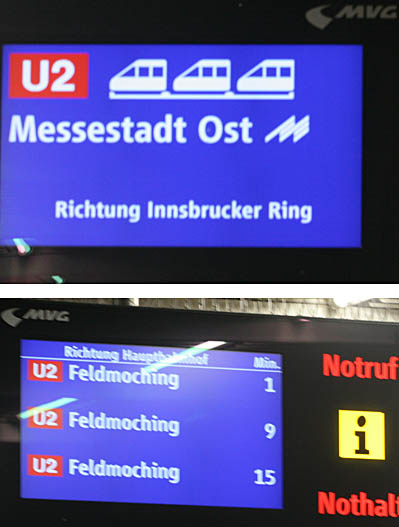 MVG
U2
Messestadt Ost
Richtung Innsbrucker Ring
MVG
Richtung Hauptbahnhof Min.
U2 Feldmoching 1
U2 Feldmoching 9
U2 Feldmoching 15
Notruf
i
Nothalt